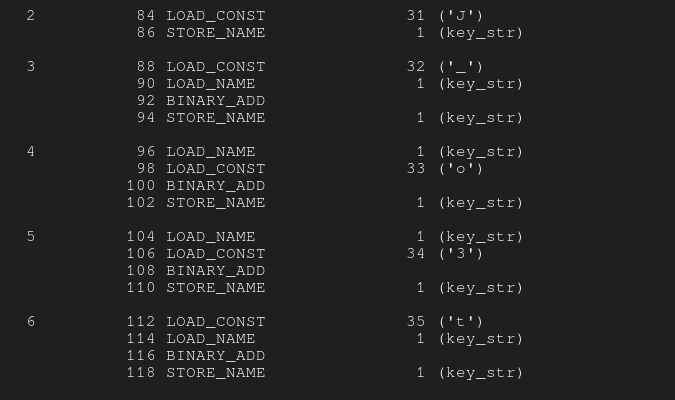 2 84 LOAD_CONST 31 ('J')
86 STORE_NAME 1 (key_str)
3 88 LOAD_CONST 32 ('_')
90 LOAD_NAME 1 (key_str)
92 BINARY_ADD
94 STORE_NAME 1 (key_str)
4 96 LOAD_NAME 1 (key_str)
98 LOAD_CONST 33 ('o')
100 BINARY_ADD
102 STORE_NAME 1 (key_str)
5 104 LOAD_NAME 1 (key_str)
106 LOAD_CONST 34 ('3')
108 BINARY_ADD
110 STORE_NAME 1 (key_str)
6 112 LOAD_CONST 35 ('t')
114 LOAD_NAME 1 (key_str)
116 BINARY_ADD
118 STORE_NAME 1 (key_str)